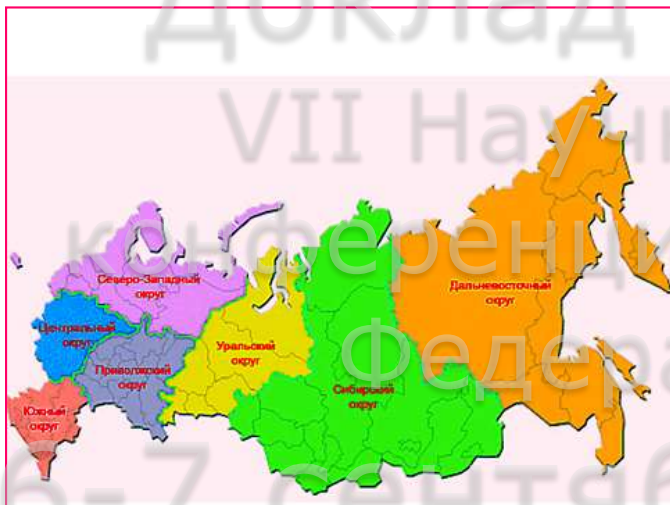 Доклад
VII Научн
конференци
Федера
6-7 сентяб
Северо-Западный
округ
Центральный
округ
Приволжский
округ
Южный
округ
Уральский
округ
Сибирский
округ
Дальневосточный
округ